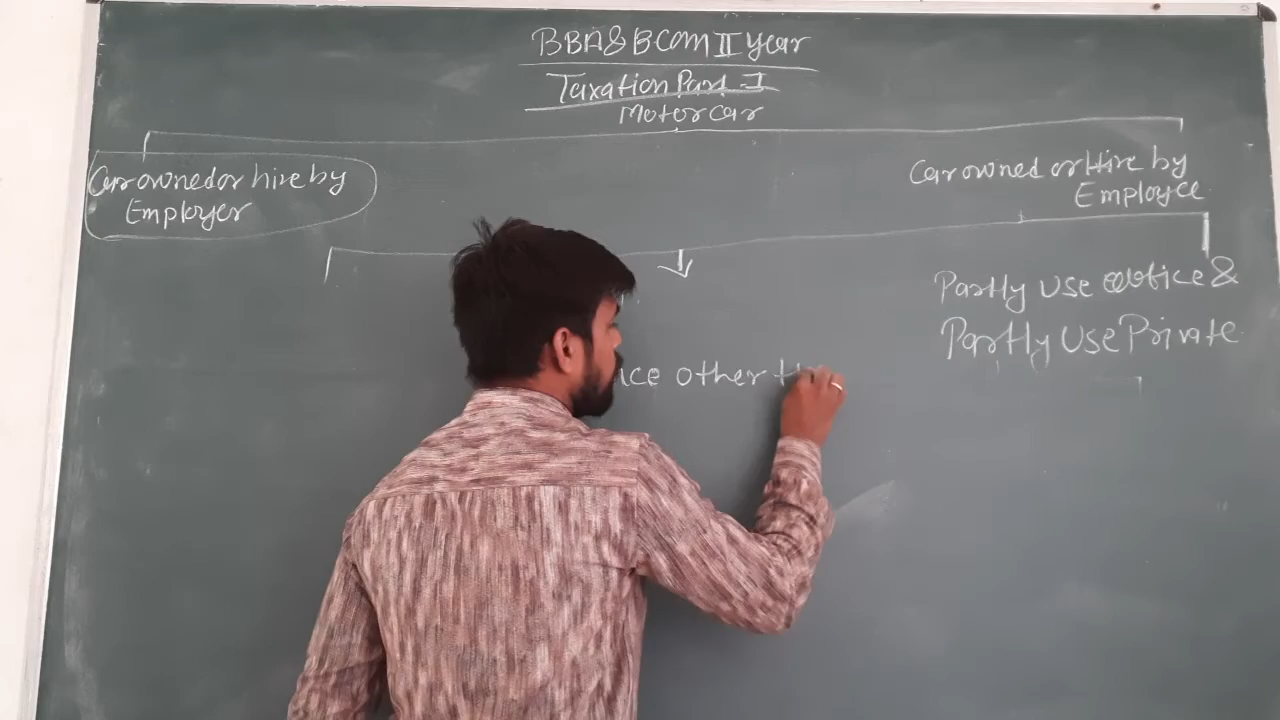 BBA & BCOM II year
Taxation Part-I
Motor car
Car owned or hire by
Employer
Car owned or Hire by
Employee
Partly use office &
Partly Use Private
other